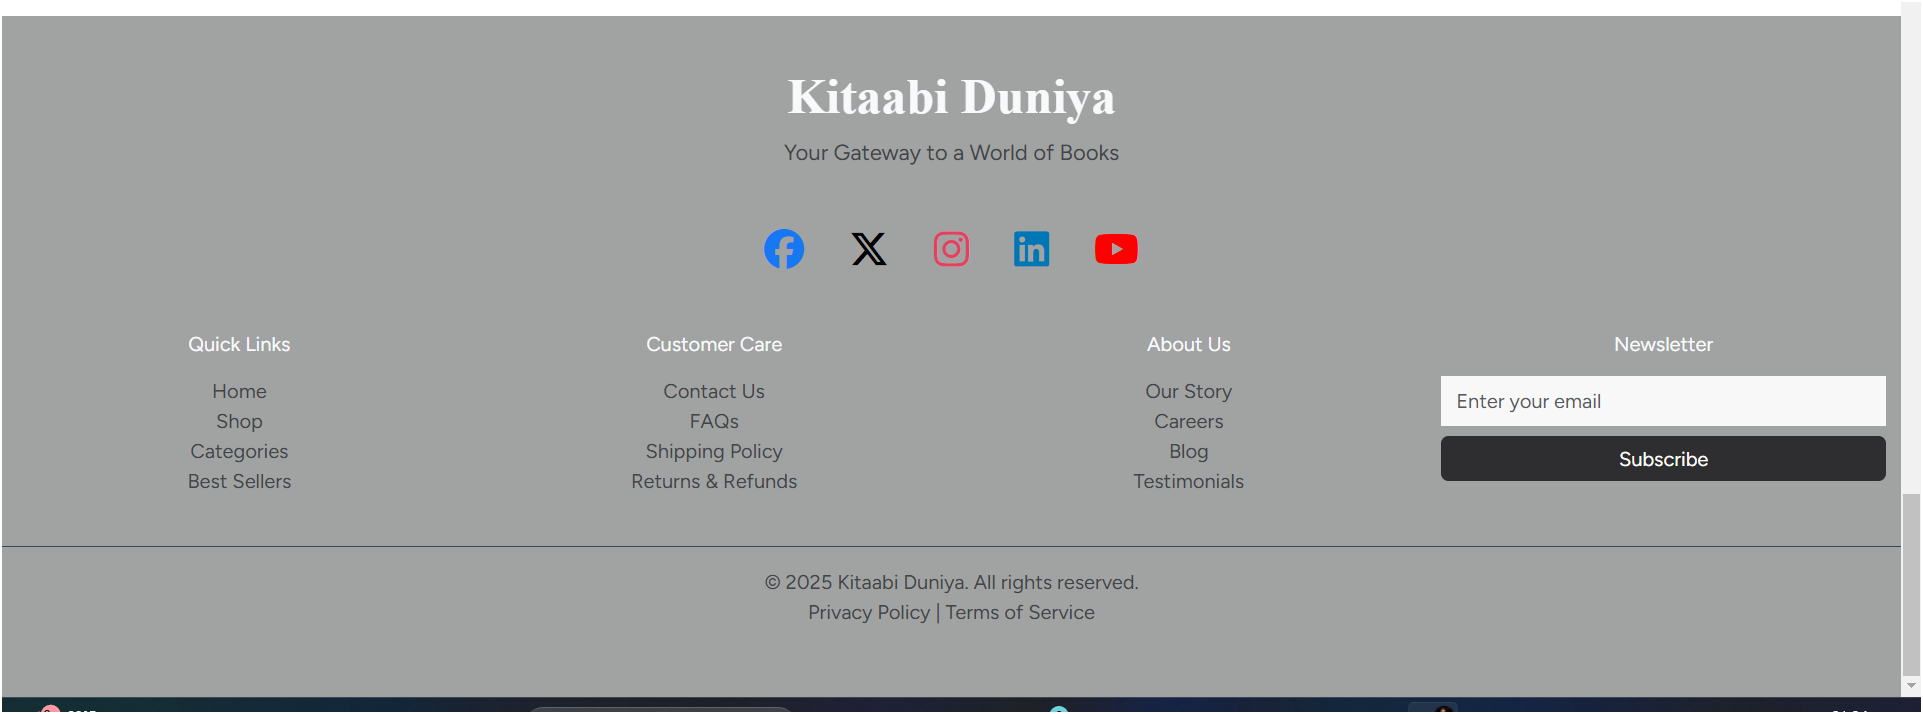 Kitaabi Duniya
Your Gateway to a World of Books
Quick Links
Home
Shop
Categories
Best Sellers
Customer Care
Contact Us
FAQs
Shipping Policy
Returns & Refunds
About Us
Our Story
Careers
Blog
Testimonials
Newsletter
Enter your email
Subscribe
© 2025 Kitaabi Duniya. All rights reserved.
Privacy Policy | Terms of Service